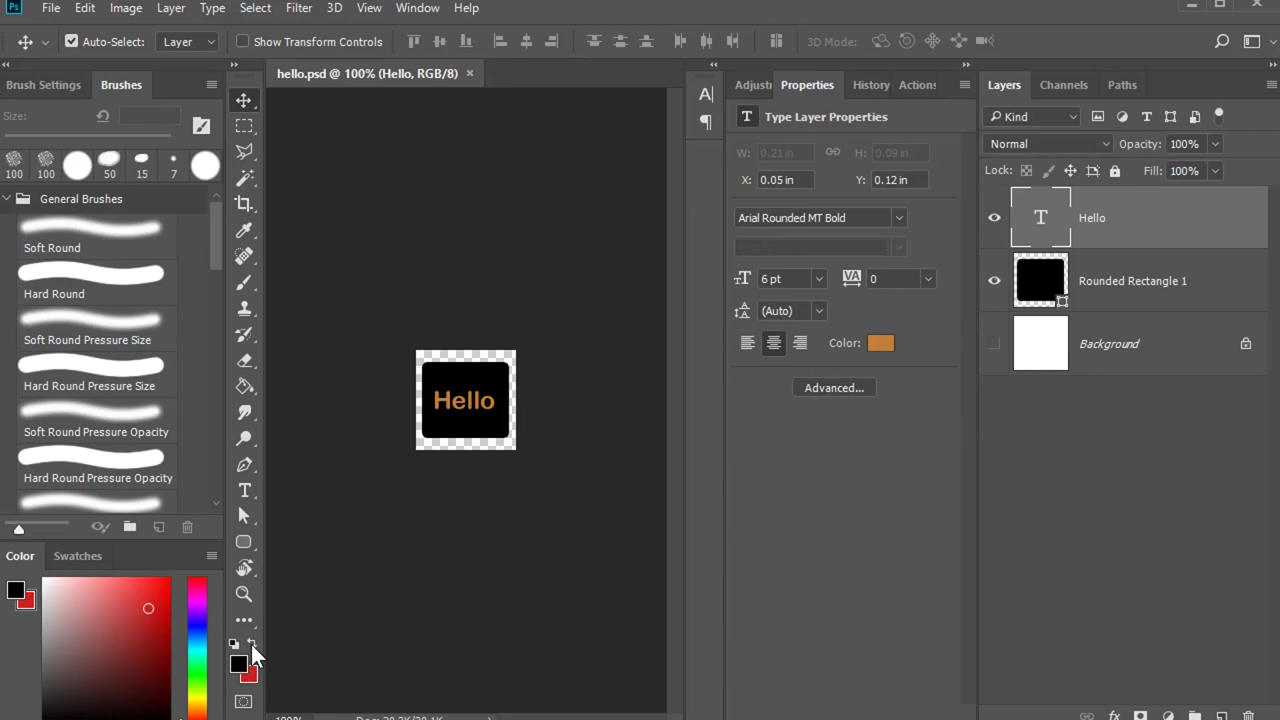 Ps File Edit Image Layer Type Select Filter 3D View Window Help
Auto-Select: Layer Show Transform Controls 3D Mode:
Brush Settings Brushes
Size:
100 100 50 15 7
General Brushes
Soft Round
Hard Round
Soft Round Pressure Size
Hard Round Pressure Size
Soft Round Pressure Opacity
Hard Round Pressure Opacity
Color Swatches
hello.psd @ 100% (Hello, RGB/8) ×
Hello
100%
Adjustr Properties History Actions
T Type Layer Properties
W: 0.21 in H: 0.09 in
X: 0.05 in Y: 0.12 in
Arial Rounded MT Bold
6 pt 0
(Auto)
Color:
Advanced...
Layers Channels Paths
Kind
Normal Opacity: 100%
Lock: Fill: 100%
T Hello
Rounded Rectangle 1
Background
fx